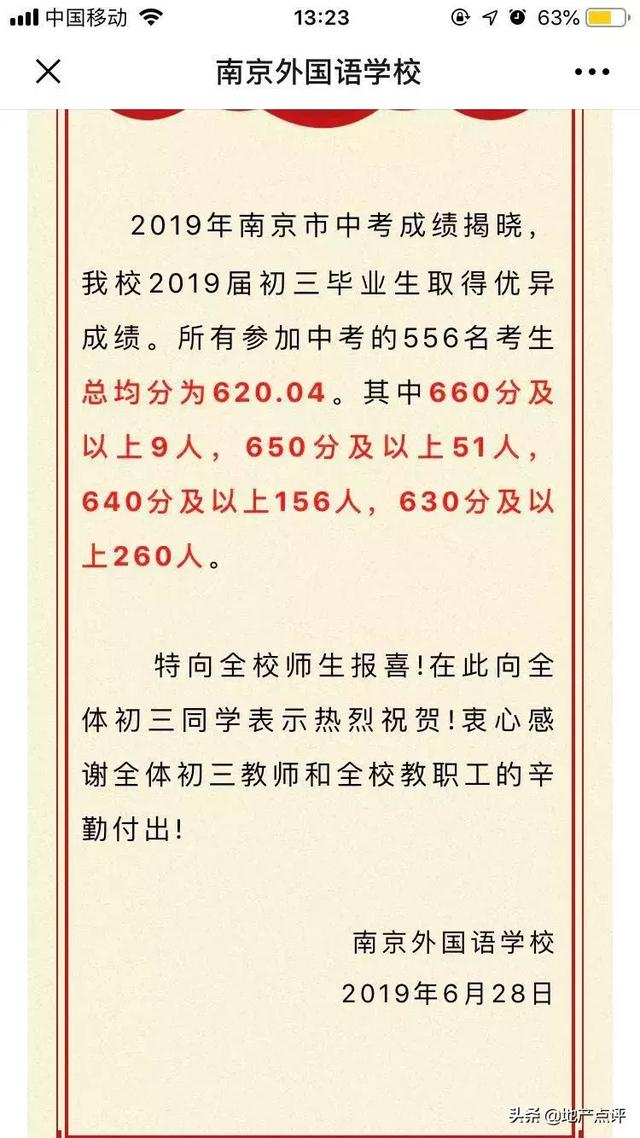 中国移动 13:23 63%
南京外国语学校
2019年南京市中考成绩揭晓，
我校2019届初三毕业生取得优异
成绩。所有参加中考的556名考生
总均分为620.04。其中660分及
以上9人，650分及以上51人，
640分及以上156人，630分及以
上260人。
特向全校师生报喜!在此向全
体初三同学表示热烈祝贺!衷心感
谢全体初三教师和全校教职工的辛
勤付出!
南京外国语学校
2019年6月28日
头条 @地产点评